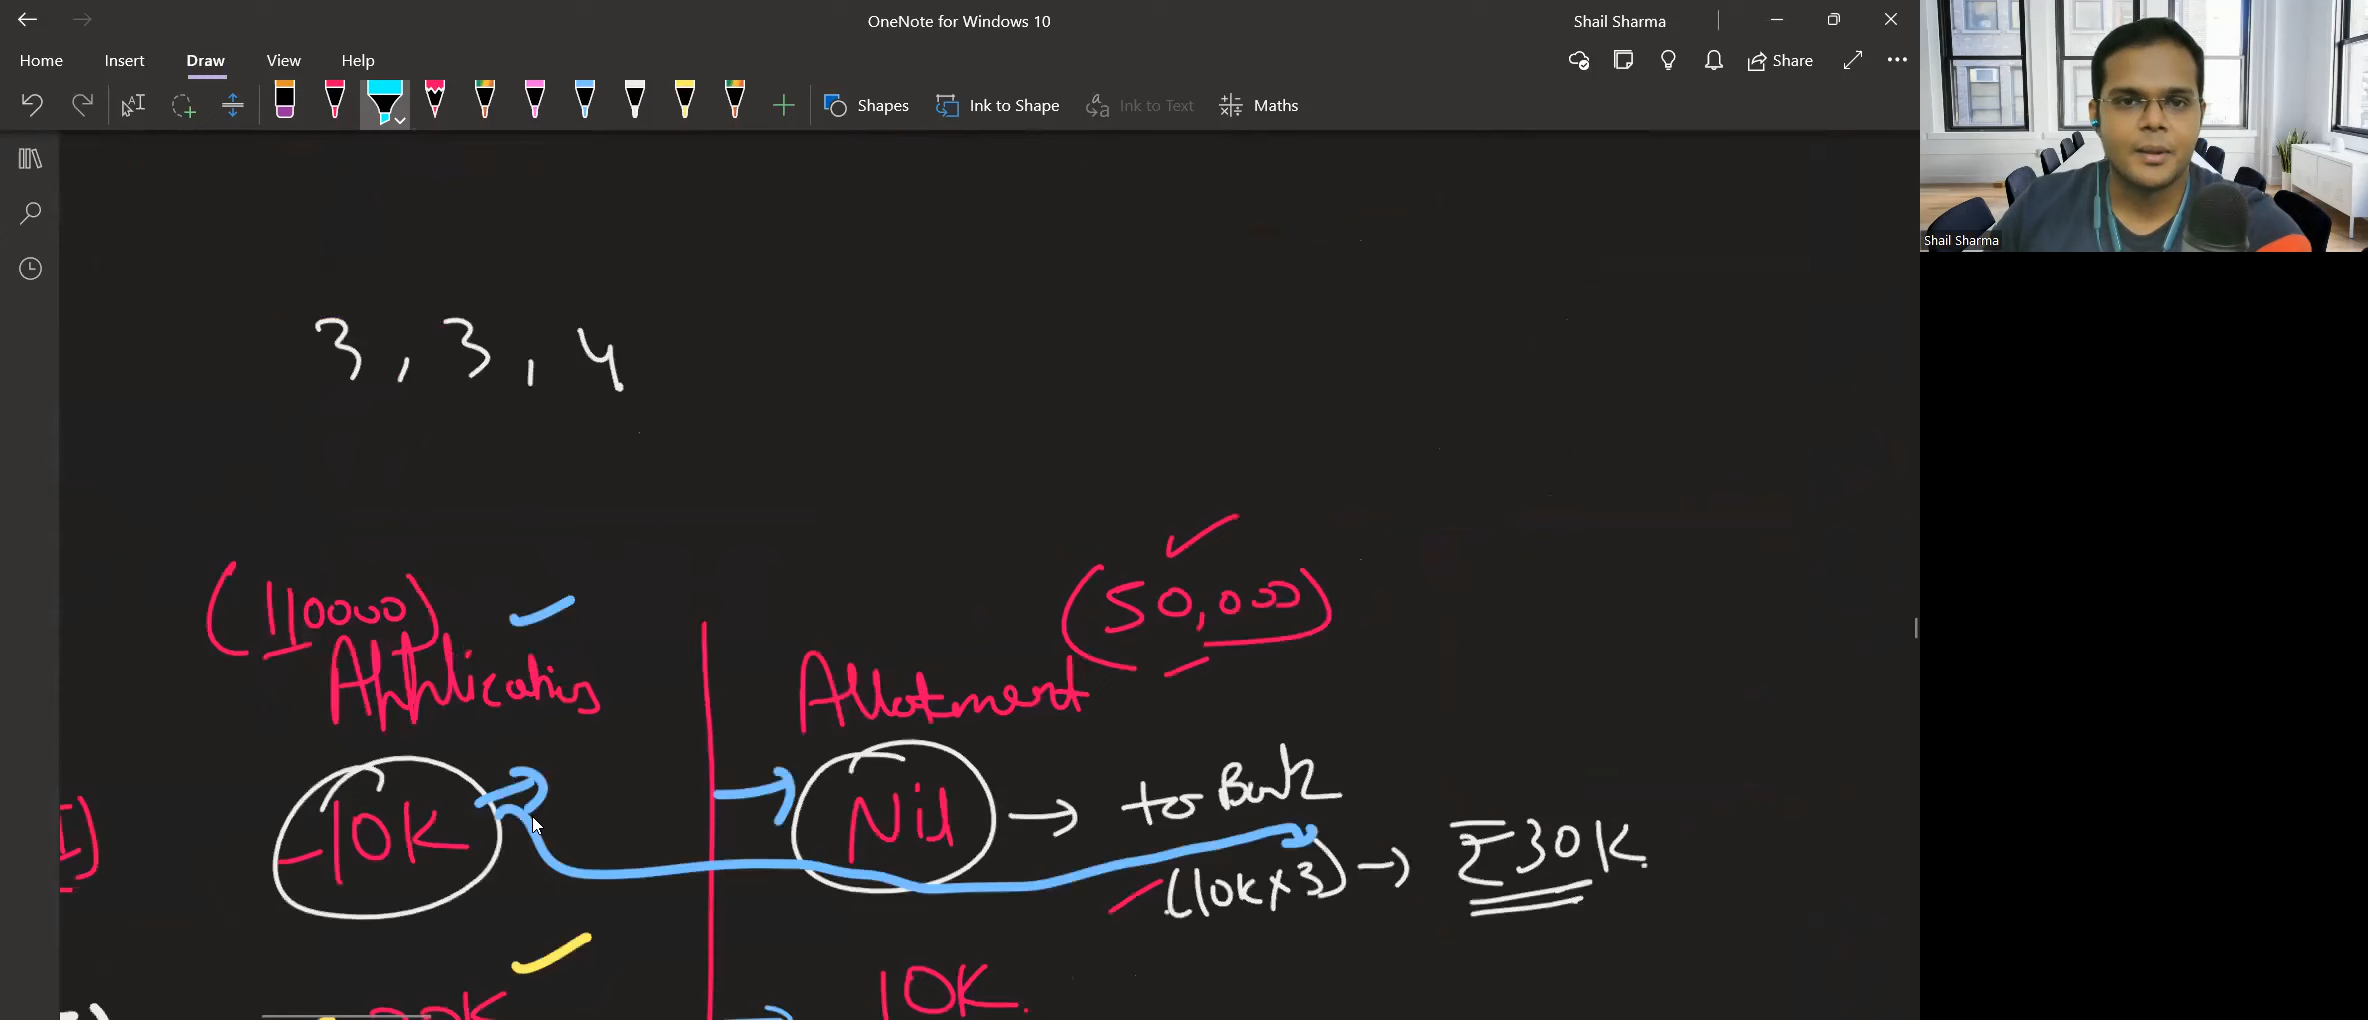 OneNote for Windows 10
Shail Sharma
Home Insert Draw View Help
Share
Shapes Ink to Shape Ink to Text Maths
Shail Sharma
3, 3, 4
(110000)
(50,000)
Applications
Allotment
I)
10K
Nil → to Bank
(10K×3) → ₹30K.
10K.